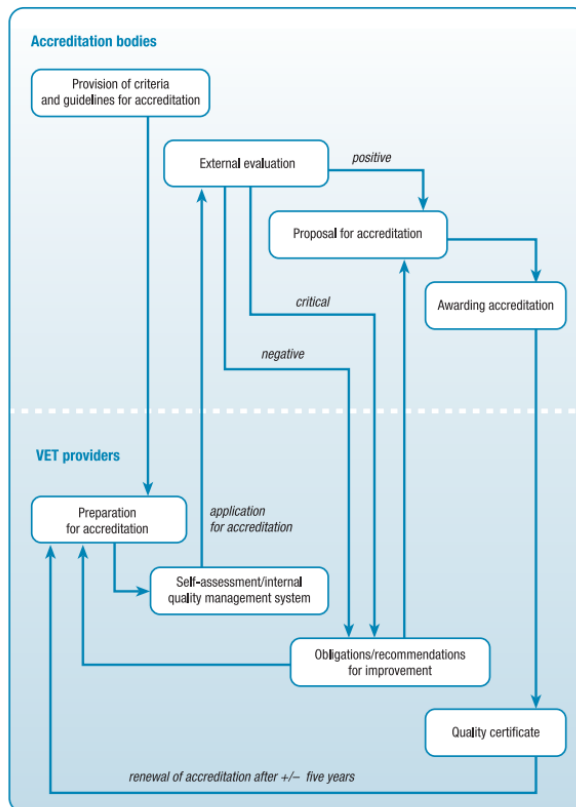 Accreditation bodies
Provision of criteria
and guidelines for accreditation
External evaluation
positive
Proposal for accreditation
Awarding accreditation
critical
negative
VET providers
Preparation
for accreditation
application
for accreditation
Self-assessment/internal
quality management system
Obligations/recommendations
for improvement
Quality certificate
renewal of accreditation after +/– five years